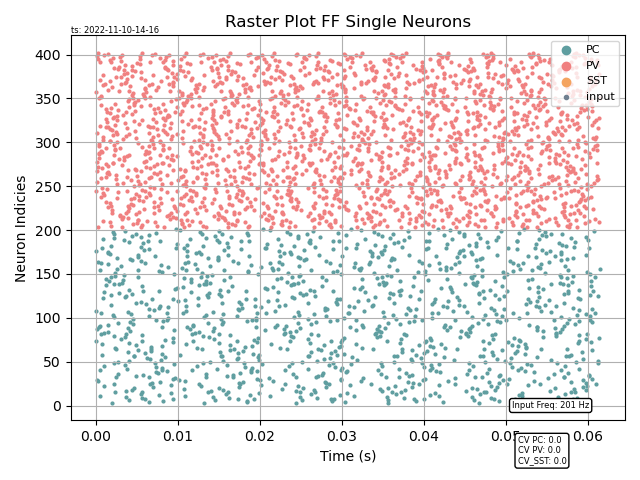 Raster Plot FF Single Neurons
ts: 2022-11-10-14-16
PC
PV
SST
input
400
350
300
250
200
150
100
50
0
Neuron Indicies
Input Freq: 201 Hz
0.00 0.01 0.02 0.03 0.04 0.05 0.06
Time (s)
CV PC: 0.0
CV PV: 0.0
CV_SST: 0.0